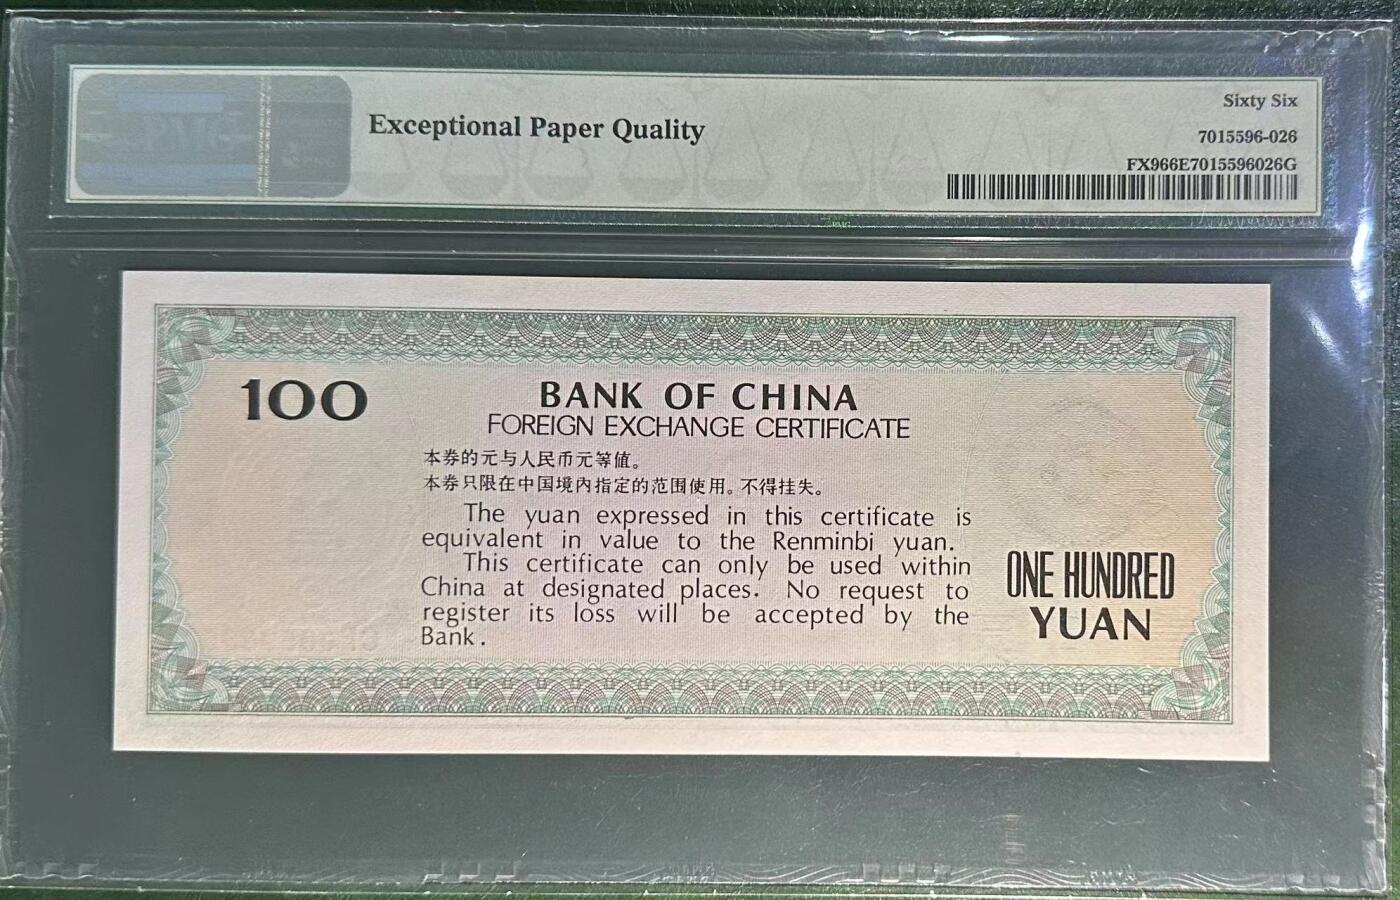 Exceptional Paper Quality
Sixty Six
7015596-026
FX966E7015596026G
100
BANK OF CHINA
FOREIGN EXCHANGE CERTIFICATE
本券的元与人民币元等值。
本券只限在中国境内指定的范围使用。不得挂失。
The yuan expressed in this certificate is
equivalent in value to the Renminbi yuan.
This certificate can only be used within
China at designated places. No request to
register its loss will be accepted by the
Bank.
ONE HUNDRED
YUAN